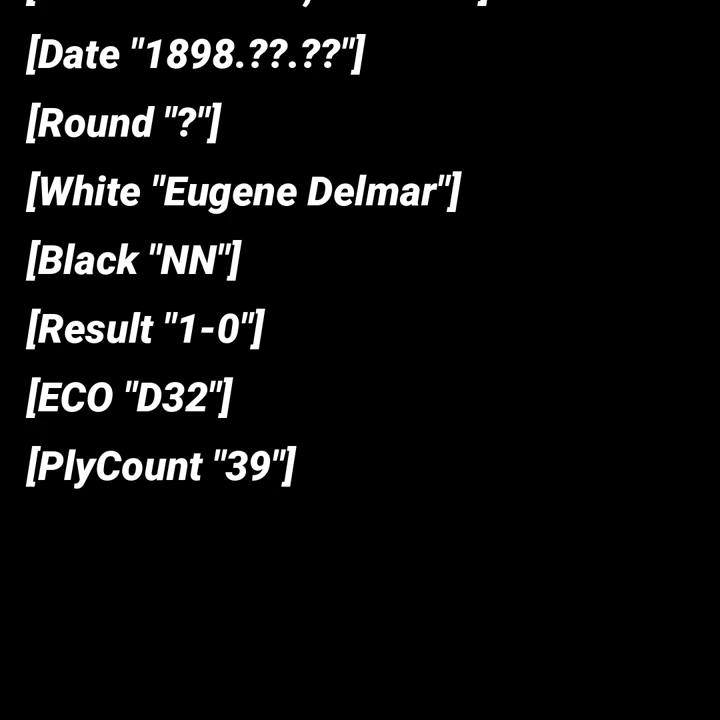 [Date "1898.??.??"]
[Round "?"]
[White "Eugene Delmar"]
[Black "NN"]
[Result "1-0"]
[ECO "D32"]
[PlyCount "39"]